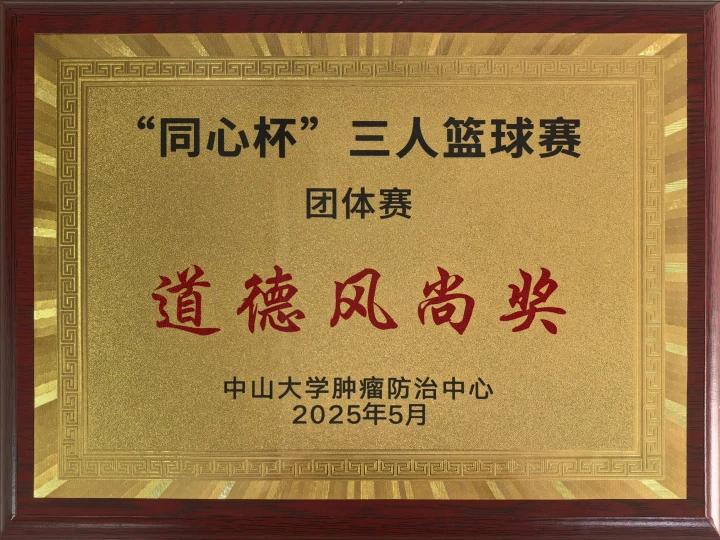 “同心杯”三人篮球赛
团体赛
道德风尚奖
中山大学肿瘤防治中心
2025年5月